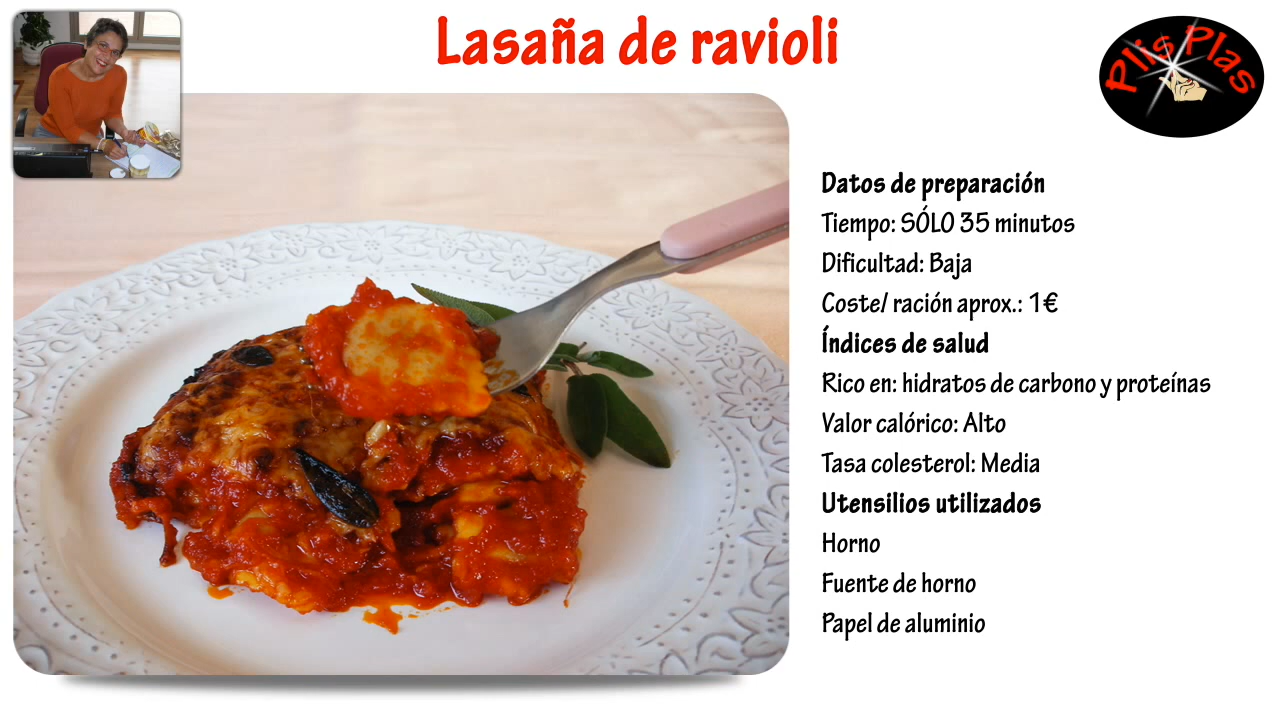 Lasaña de ravioli
Plis Plas
Datos de preparación
Tiempo: SÓLO 35 minutos
Dificultad: Baja
Coste/ ración aprox.: 1€
Índices de salud
Rico en: hidratos de carbono y proteínas
Valor calórico: Alto
Tasa colesterol: Media
Utensilios utilizados
Horno
Fuente de horno
Papel de aluminio